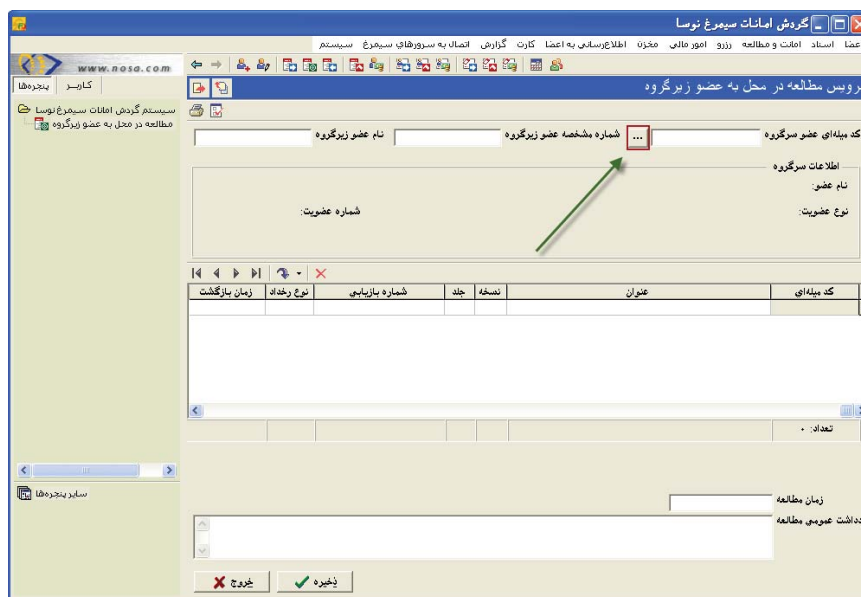 گردش امانات سیمرغ نوسا
عضا اسناد امانت و مطالعه رزرو امور مالی مخزن اطلاع‌رسانی به اعضا کارت گزارش اتصال به سرورهای سیمرغ سیستم
www.nosa.com
کاربر پنجره‌ها
رویس مطالعه در محل به عضو زیرگروه
سیستم گردش امانات سیمرغ نوسا
مطالعه در محل به عضو زیرگروه
کد میله‌ای عضو سرگروه ... شماره مشخصه عضو زیرگروه نام عضو زیرگروه
اطلاعات سرگروه
نام عضو:
نوع عضویت: شماره عضویت:
کد میله‌ای عنوان نسخه جلد شماره بازیابی نوع رخداد زمان بازگشت
تعداد: ۰
سایر پنجره‌ها
زمان مطالعه
دداشت عمومی مطالعه
ذخیره خروج